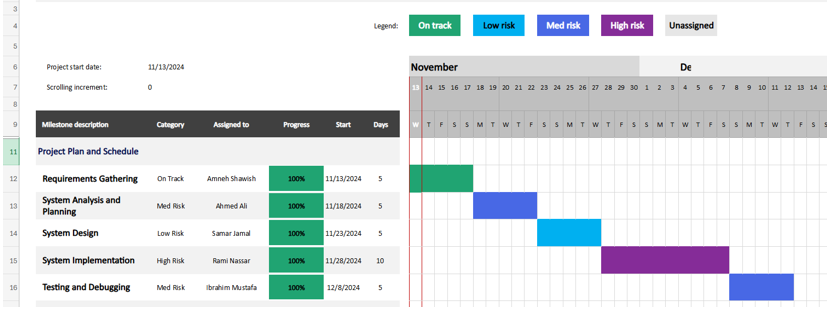 3
4 Legend: On track Low risk Med risk High risk Unassigned
5
6 Project start date: 11/13/2024 November De
7 Scrolling increment: 0 13 14 15 16 17 18 19 20 21 22 23 24 25 26 27 28 29 30 1 2 3 4 5 6 7 8 9 10 11 12 13 14
8
9 Milestone description Category Assigned to Progress Start Days W T F S S M T W T F S S M T W T F S S M T W T F S S M T W T F S
11 Project Plan and Schedule
12 Requirements Gathering On Track Amneh Shawish 100% 11/13/2024 5
13 System Analysis and Planning Med Risk Ahmed Ali 100% 11/18/2024 5
14 System Design Low Risk Samar Jamal 100% 11/23/2024 5
15 System Implementation High Risk Rami Nassar 100% 11/28/2024 10
16 Testing and Debugging Med Risk Ibrahim Mustafa 100% 12/8/2024 5